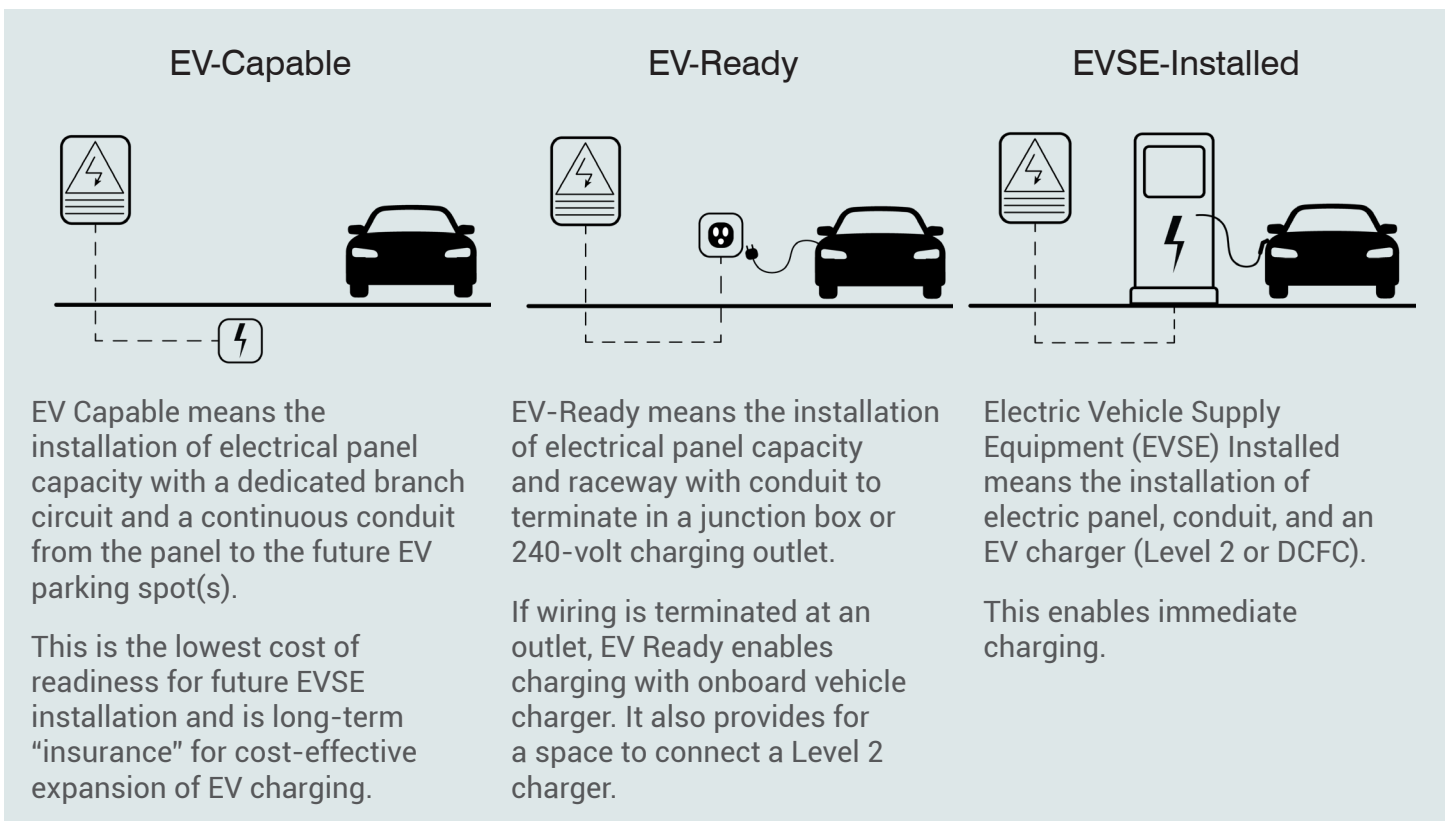 EV-Capable
EV Capable means the
installation of electrical panel
capacity with a dedicated branch
circuit and a continuous conduit
from the panel to the future EV
parking spot(s).
This is the lowest cost of
readiness for future EVSE
installation and is long-term
“insurance” for cost-effective
expansion of EV charging.
EV-Ready
EV-Ready means the installation
of electrical panel capacity
and raceway with conduit to
terminate in a junction box or
240-volt charging outlet.
If wiring is terminated at an
outlet, EV Ready enables
charging with onboard vehicle
charger. It also provides for
a space to connect a Level 2
charger.
EVSE-Installed
Electric Vehicle Supply
Equipment (EVSE) Installed
means the installation of
electric panel, conduit, and an
EV charger (Level 2 or DCFC).
This enables immediate
charging.